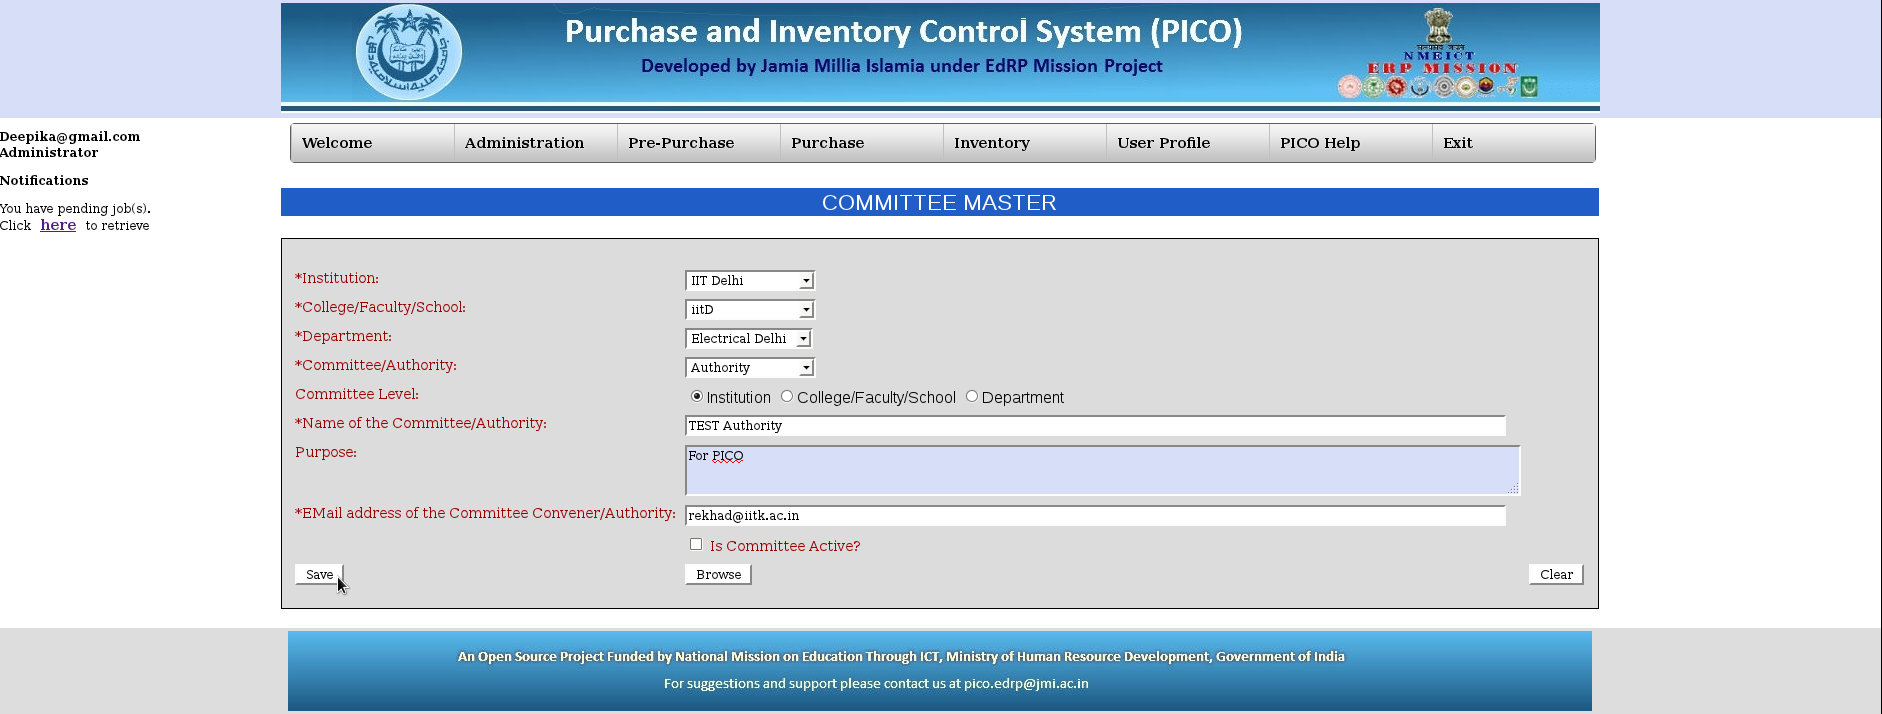 Purchase and Inventory Control System (PICO)
Developed by Jamia Millia Islamia under EdRP Mission Project
NMEICT
ERP MISSION
Deepika@gmail.com
Administrator
Notifications
You have pending job(s).
Click here to retrieve
Welcome Administration Pre-Purchase Purchase Inventory User Profile PICO Help Exit
COMMITTEE MASTER
*Institution: IIT Delhi
*College/Faculty/School: iitD
*Department: Electrical Delhi
*Committee/Authority: Authority
Committee Level: Institution College/Faculty/School Department
*Name of the Committee/Authority: TEST Authority
Purpose: For PICO
*EMail address of the Committee Convener/Authority: rekhad@iitk.ac.in
Is Committee Active?
Save Browse Clear
An Open Source Project Funded by National Mission on Education Through ICT, Ministry of Human Resource Development, Government of India
For suggestions and support please contact us at pico.edrp@jmi.ac.in